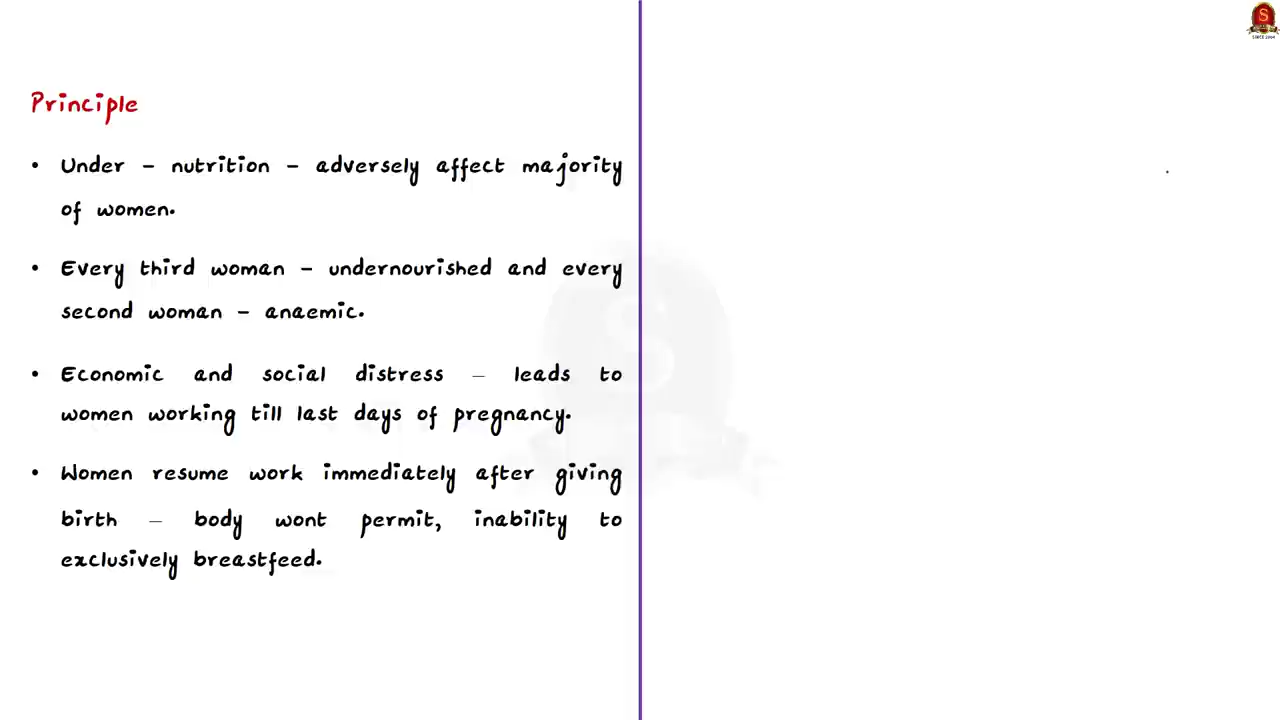 Principle
• Under – nutrition – adversely affect majority
of women.
• Every third woman – undernourished and every
second woman – anaemic.
• Economic and social distress – leads to
women working till last days of pregnancy.
• Women resume work immediately after giving
birth – body wont permit, inability to
exclusively breastfeed.
S
SINCE 2004